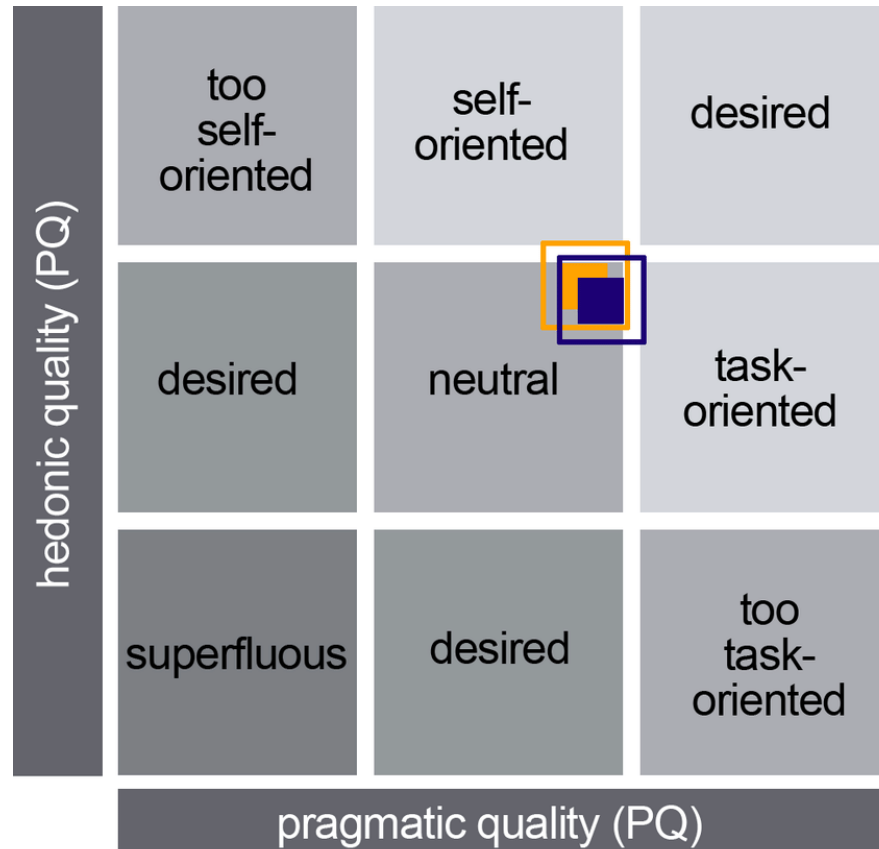 hedonic quality (PQ)
too
self-
oriented
self-
oriented
desired
desired
neutral
task-
oriented
superfluous
desired
too
task-
oriented
pragmatic quality (PQ)